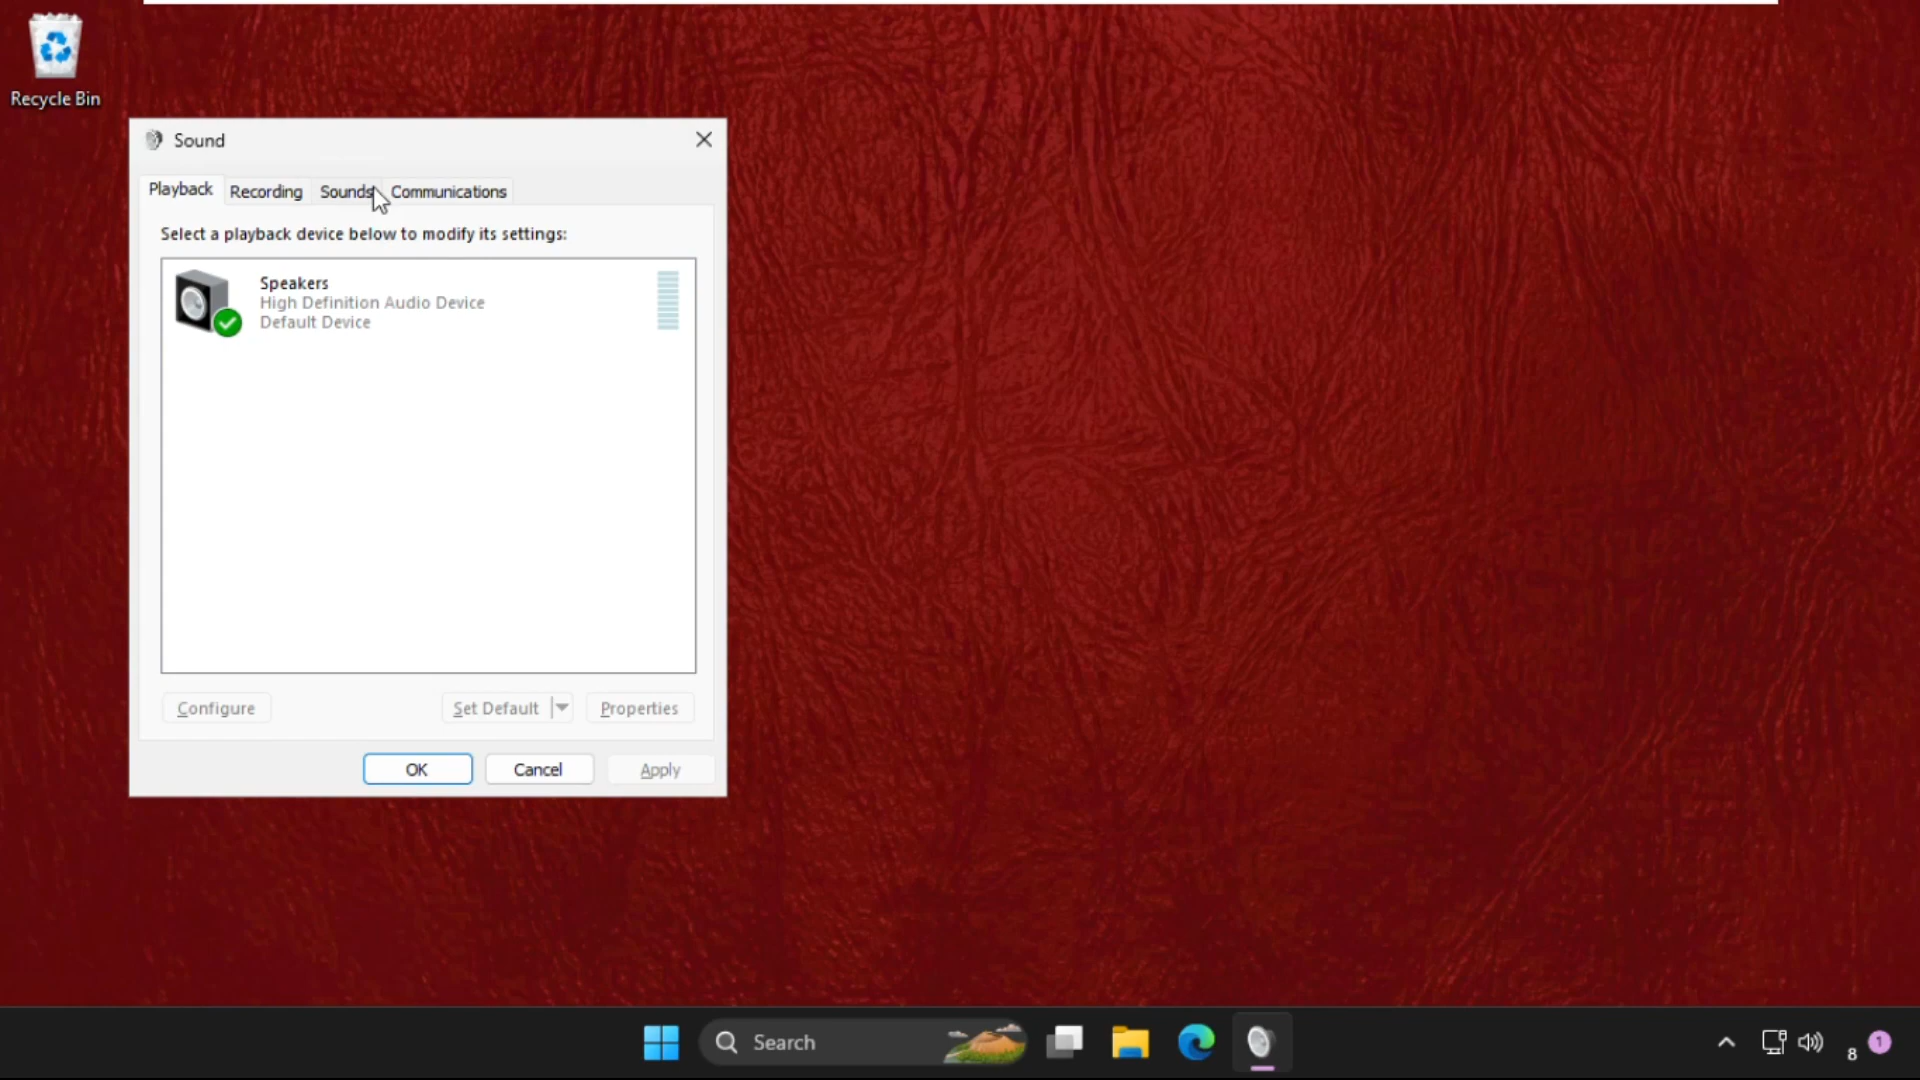 Recycle Bin
Sound
Playback
Recording
Sounds
Communications
Select a playback device below to modify its settings:
Speakers
High Definition Audio Device
Default Device
Configure
Set Default
Properties
OK
Cancel
Apply
Search
8
1